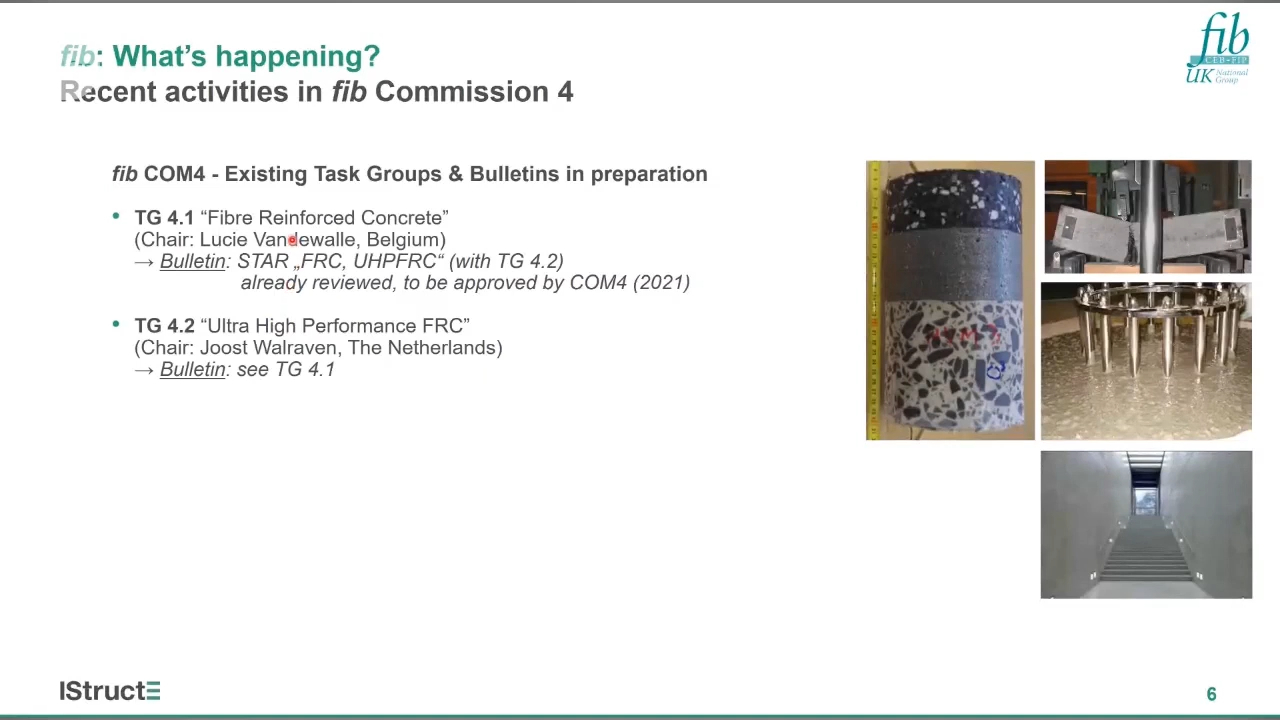 fib: What’s happening?
Recent activities in fib Commission 4
fib
CEB-FIP
UK National
Group
fib COM4 - Existing Task Groups & Bulletins in preparation
• TG 4.1 “Fibre Reinforced Concrete”
(Chair: Lucie Vandewalle, Belgium)
→ Bulletin: STAR „FRC, UHPFRC“ (with TG 4.2)
already reviewed, to be approved by COM4 (2021)
• TG 4.2 “Ultra High Performance FRC”
(Chair: Joost Walraven, The Netherlands)
→ Bulletin: see TG 4.1
IStructE
6